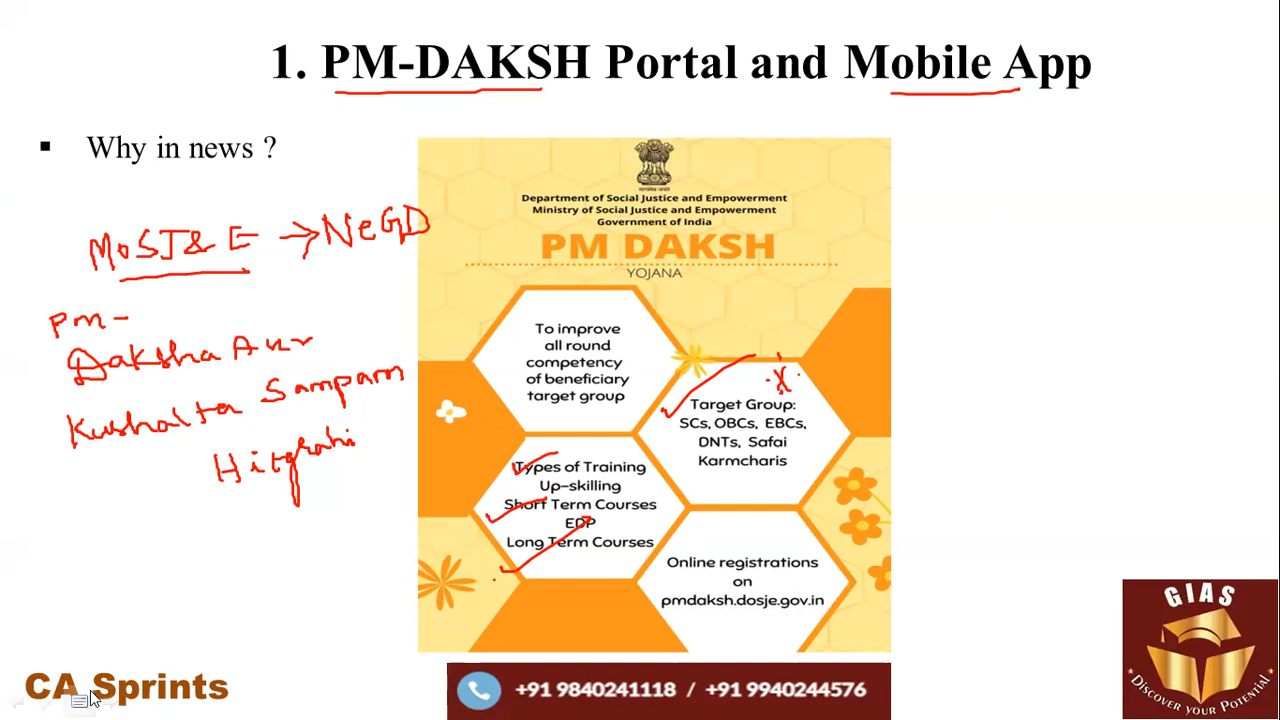 1. PM-DAKSH Portal and Mobile App
▪ Why in news ?
MoSJ&E → NeGD
PM -
Daksha Aur
Kushalta Sampann
Hitgrahi
Department of Social Justice and Empowerment
Ministry of Social Justice and Empowerment
Government of India
PM DAKSH
YOJANA
To improve
all round
competency
of beneficiary
target group
Target Group:
SCs, OBCs, EBCs,
DNTs, Safai
Karmcharis
Types of Training
Up-skilling
Short Term Courses
EDP
Long Term Courses
Online registrations
on
pmdaksh.dosje.gov.in
CA Sprints
+91 9840241118 / +91 9940244576
GIAS
DISCOVER YOUR POTENTIAL